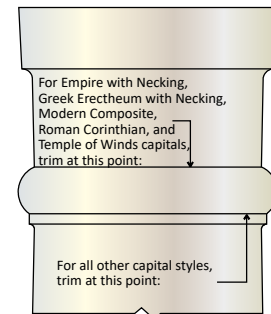 For Empire with Necking,
Greek Erectheum with Necking,
Modern Composite,
Roman Corinthian, and
Temple of Winds capitals,
trim at this point:
For all other capital styles,
trim at this point: